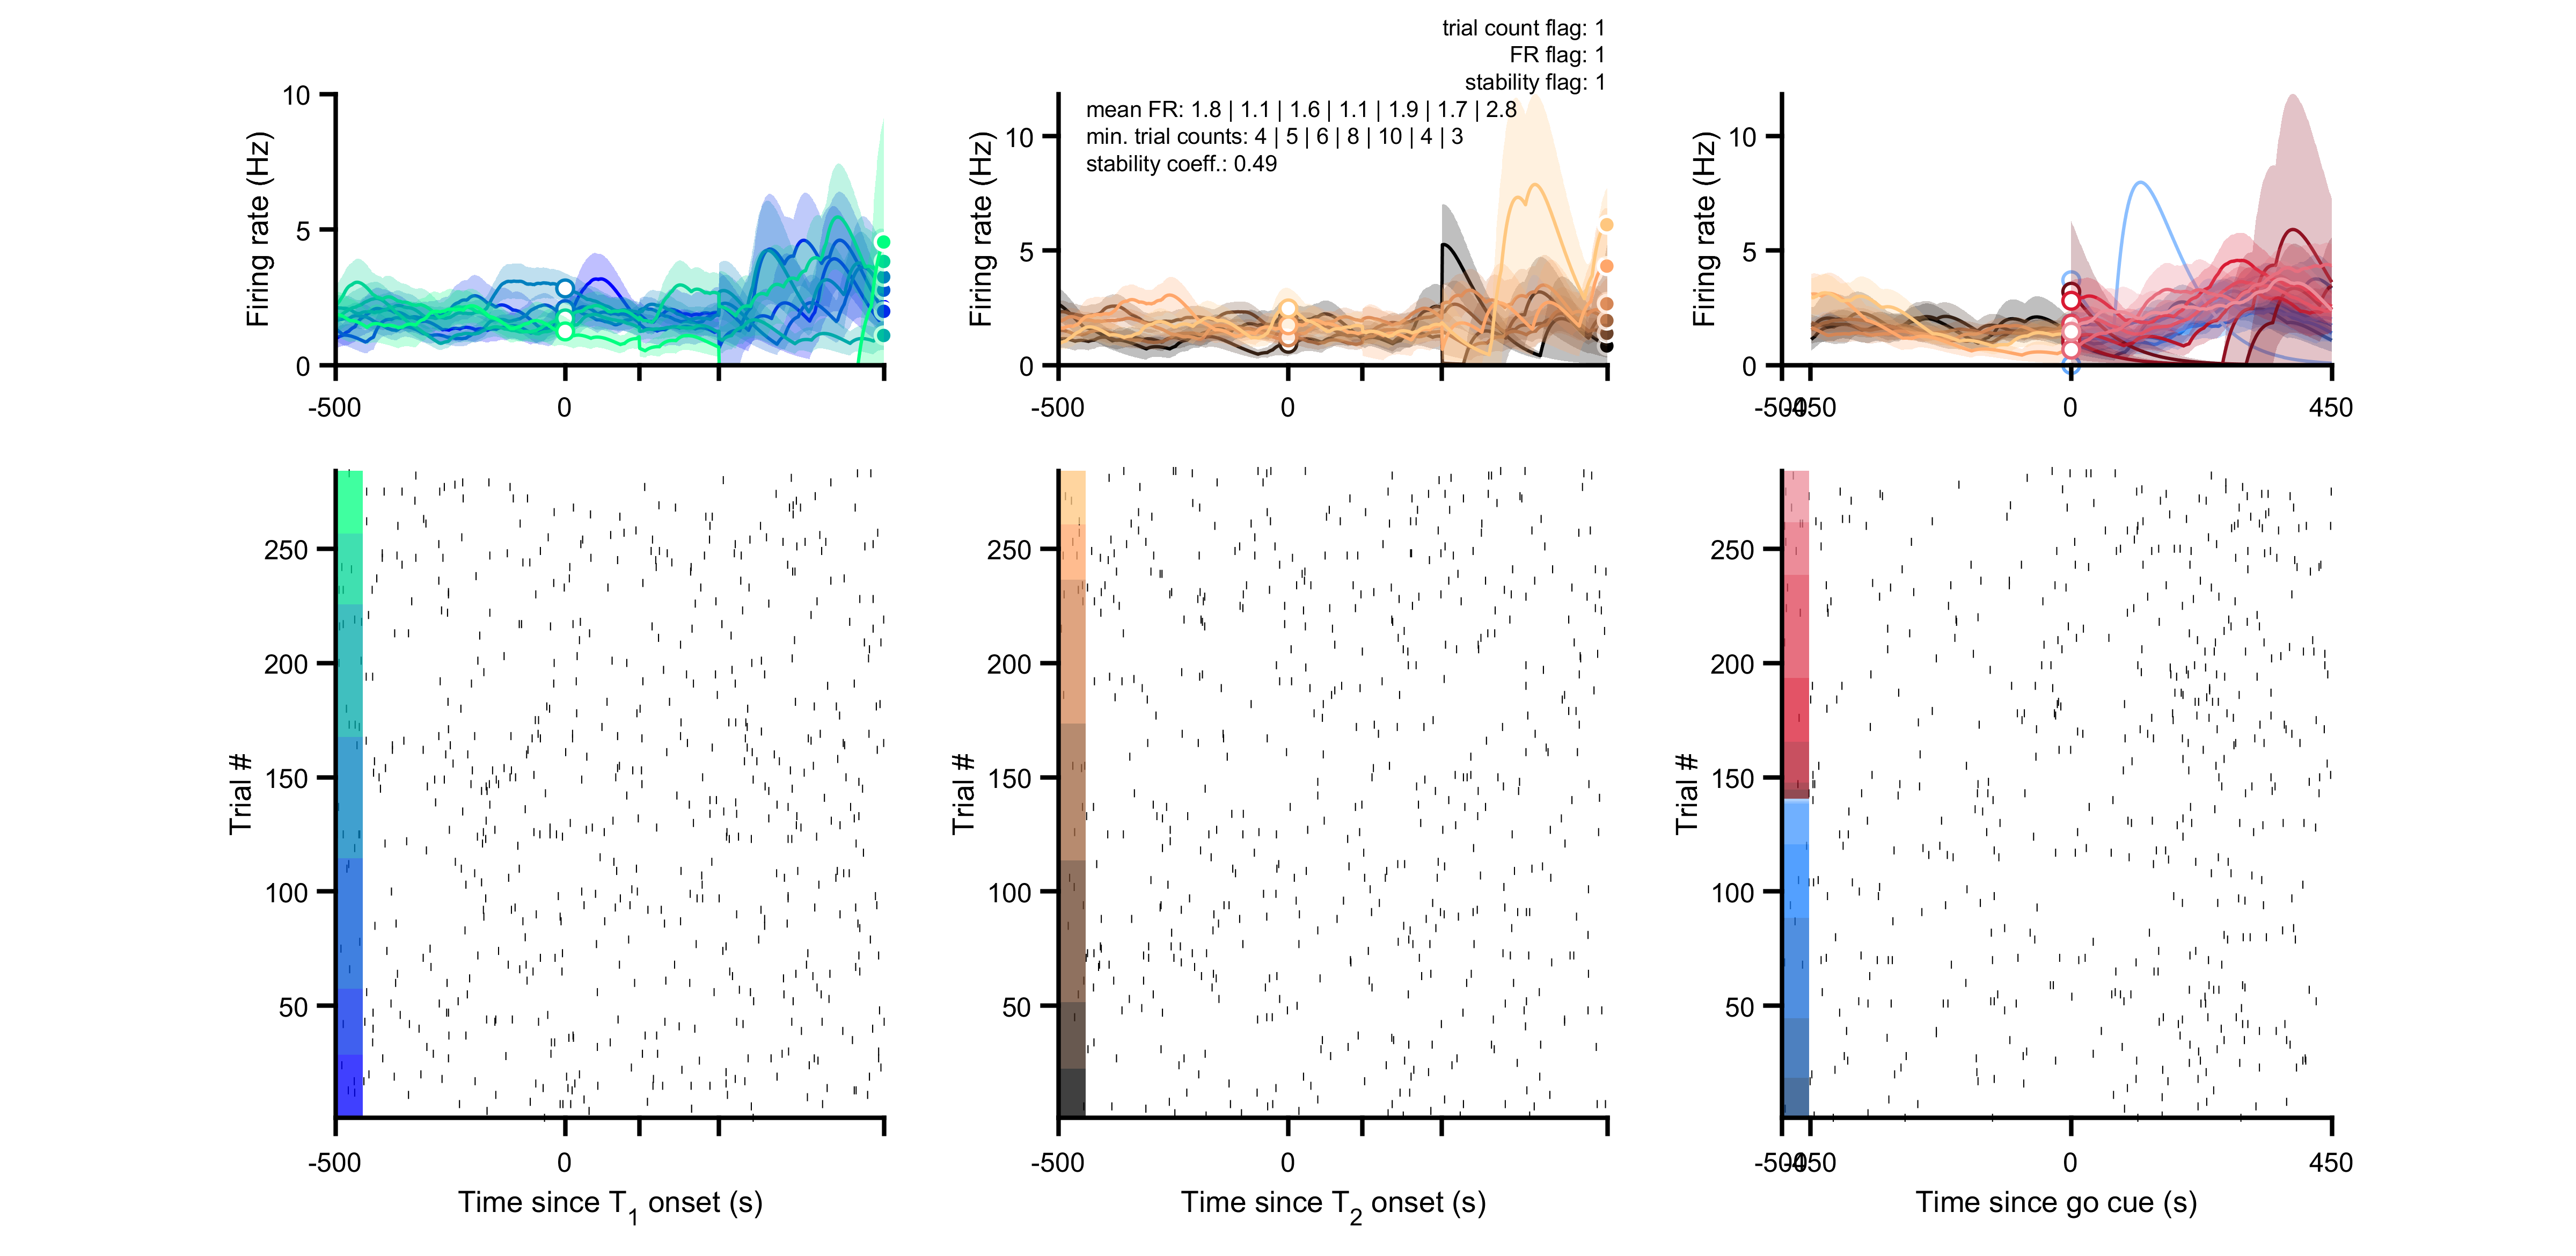 trial count flag: 1
FR flag: 1
stability flag: 1
mean FR: 1.8 | 1.1 | 1.6 | 1.1 | 1.9 | 1.7 | 2.8
min. trial counts: 4 | 5 | 6 | 8 | 10 | 4 | 3
stability coeff.: 0.49
Firing rate (Hz)
10
5
0
-500
0
Firing rate (Hz)
10
5
0
-500
0
Firing rate (Hz)
10
5
0
-500
-450
0
450
Trial #
250
200
150
100
50
-500
0
Time since T1 onset (s)
Trial #
250
200
150
100
50
-500
0
Time since T2 onset (s)
Trial #
250
200
150
100
50
-500
-450
0
450
Time since go cue (s)